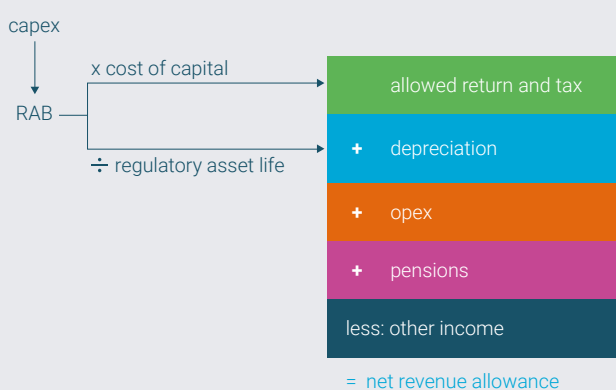 capex
x cost of capital
RAB
÷ regulatory asset life
allowed return and tax
+ depreciation
+ opex
+ pensions
less: other income
= net revenue allowance